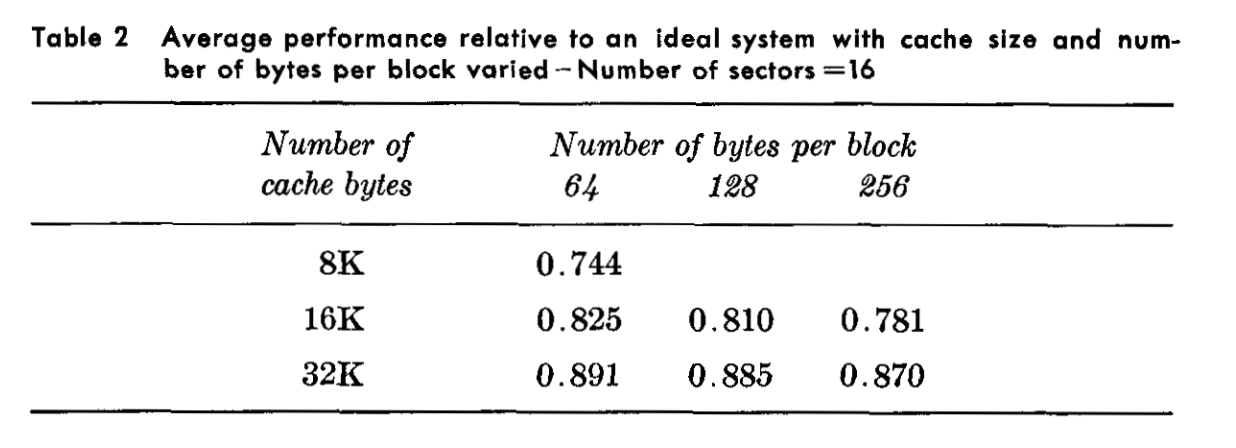 Table 2 Average performance relative to an ideal system with cache size and num-
ber of bytes per block varied – Number of sectors = 16
Number of Number of bytes per block
cache bytes 64 128 256
8K 0.744
16K 0.825 0.810 0.781
32K 0.891 0.885 0.870